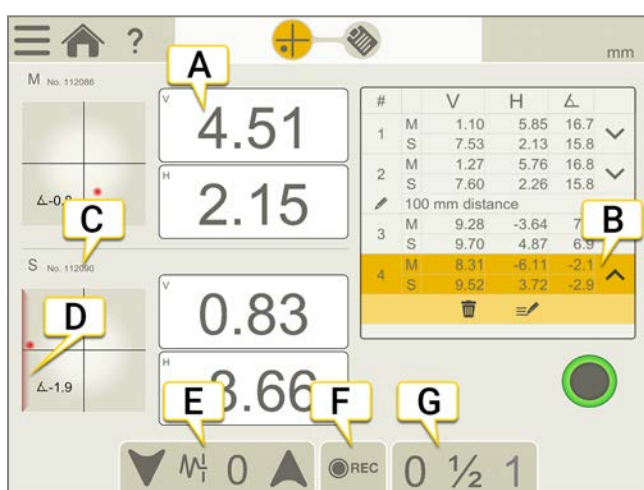 ?
mm
M No. 112086
A
V
4.51
H
2.15
∡-0.
C
S No. 112090
D
∡-1.9
V
0.83
H
3.66
# V H ∡
1 M 1.10 5.85 16.7
S 7.53 2.13 15.8
2 M 1.27 5.76 16.8
S 7.60 2.26 15.8
100 mm distance
3 M 9.28 -3.64 7
S 9.70 4.87 6.9
B
4 M 8.31 -6.11 -2.1
S 9.52 3.72 -2.9
E
F
G
0
REC
0 ½ 1